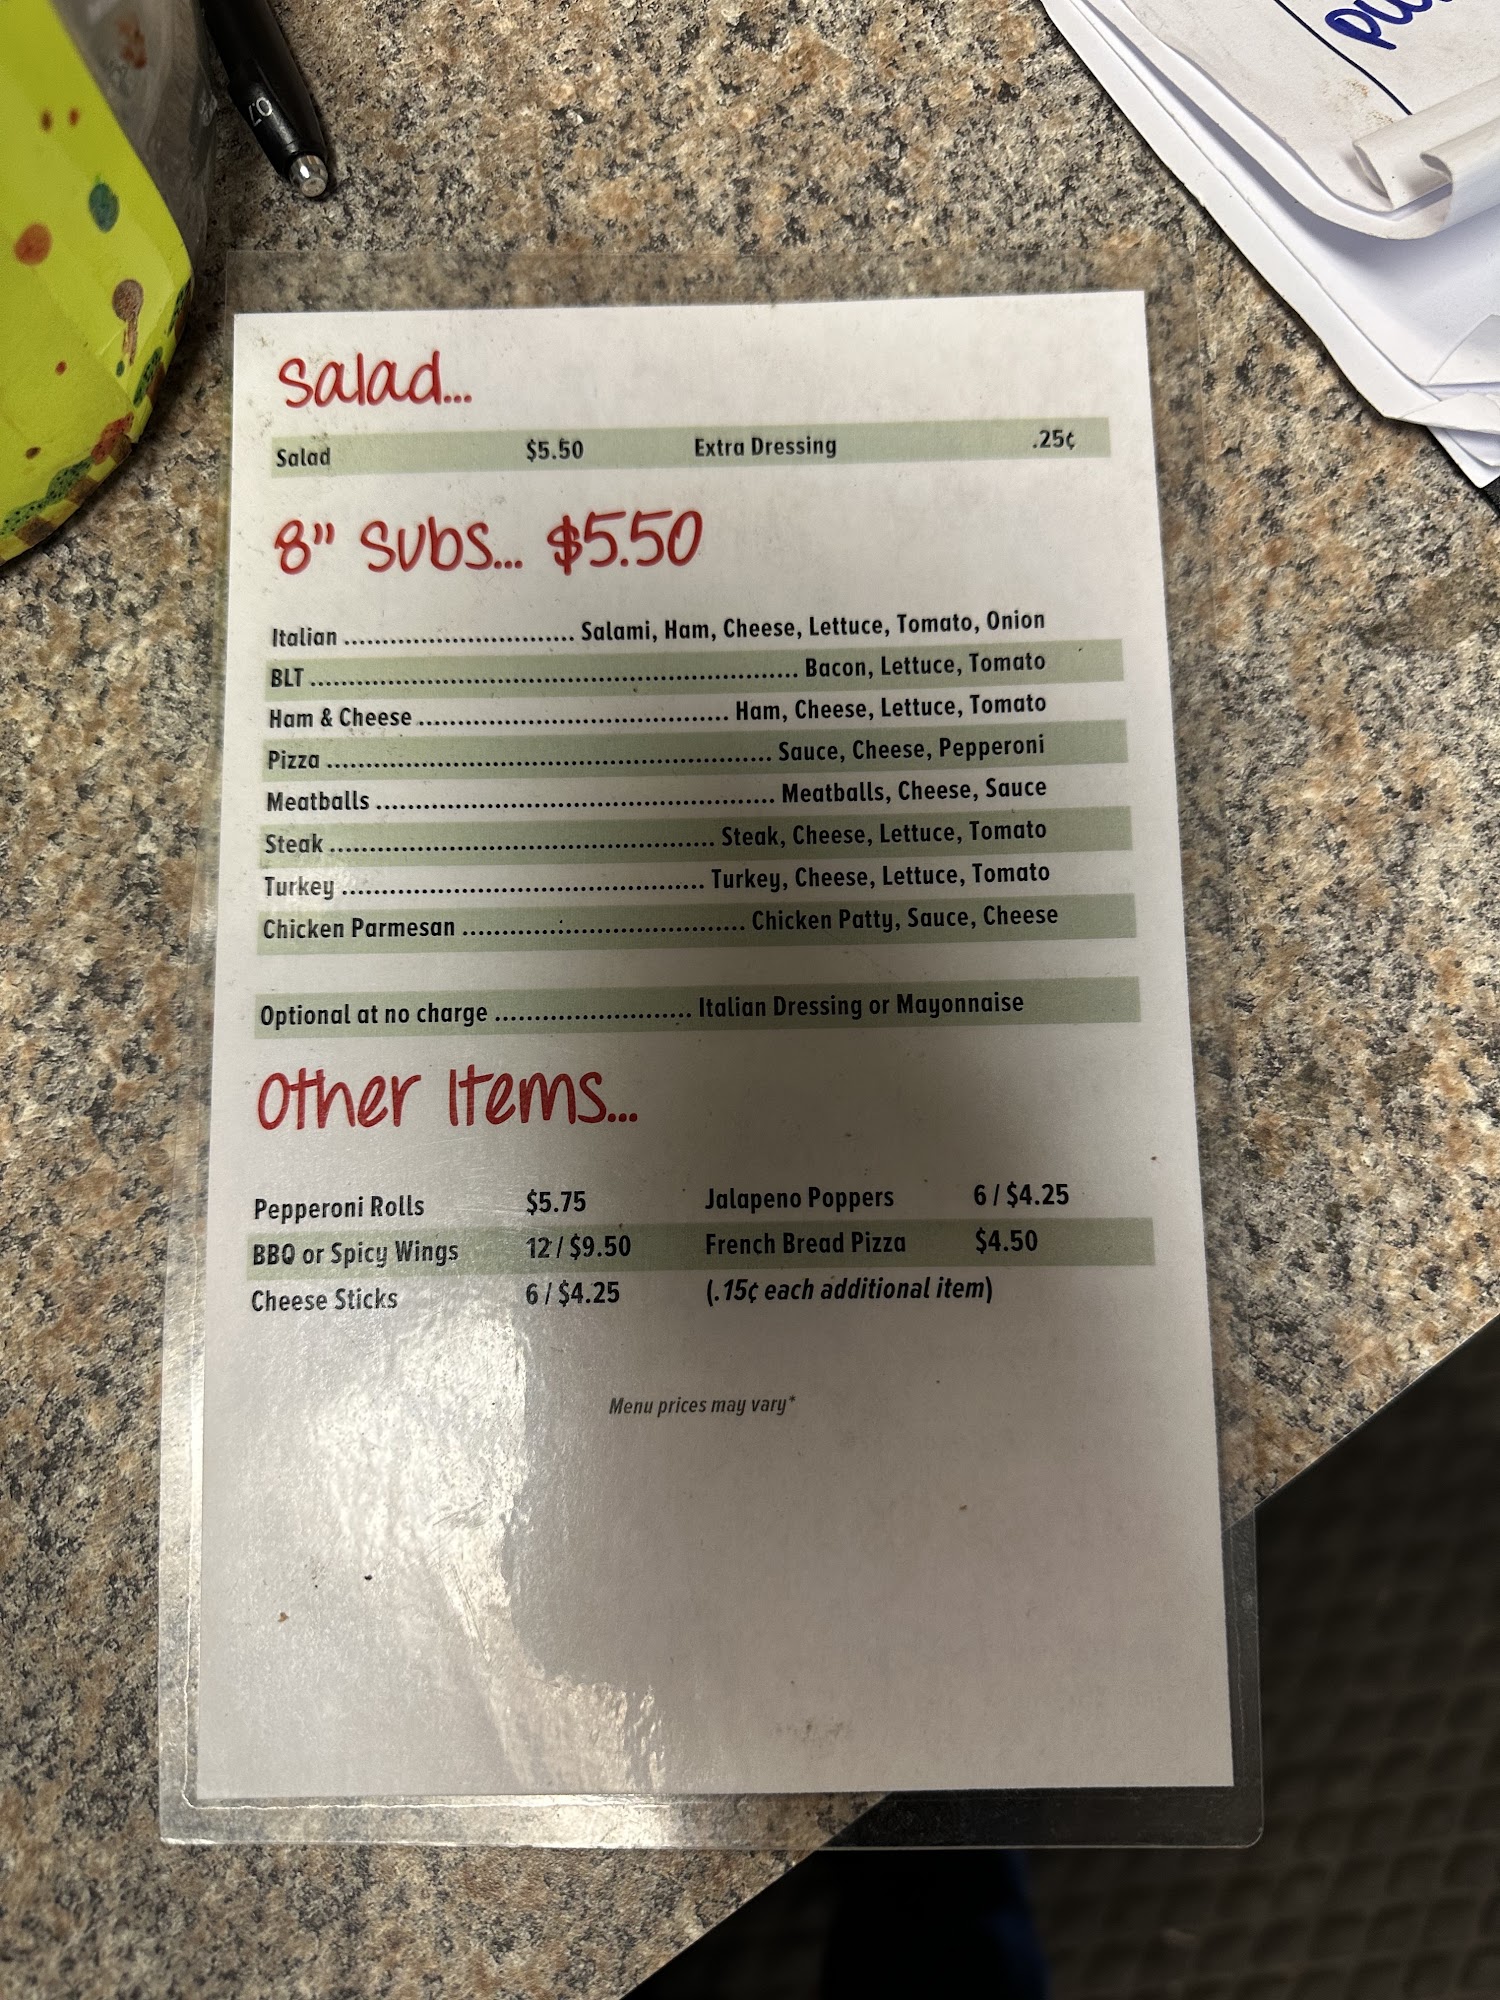 Salad...
Salad $5.50 Extra Dressing .25¢
8" Subs... $5.50
Italian .............................. Salami, Ham, Cheese, Lettuce, Tomato, Onion
BLT ............................................................... Bacon, Lettuce, Tomato
Ham & Cheese ........................................ Ham, Cheese, Lettuce, Tomato
Pizza ......................................................... Sauce, Cheese, Pepperoni
Meatballs .................................................... Meatballs, Cheese, Sauce
Steak .................................................. Steak, Cheese, Lettuce, Tomato
Turkey ............................................... Turkey, Cheese, Lettuce, Tomato
Chicken Parmesan ..................................... Chicken Patty, Sauce, Cheese
Optional at no charge .......................... Italian Dressing or Mayonnaise
Other Items...
Pepperoni Rolls $5.75 Jalapeno Poppers 6 / $4.25
BBQ or Spicy Wings 12 / $9.50 French Bread Pizza $4.50
Cheese Sticks 6 / $4.25 (.15¢ each additional item)
Menu prices may vary*